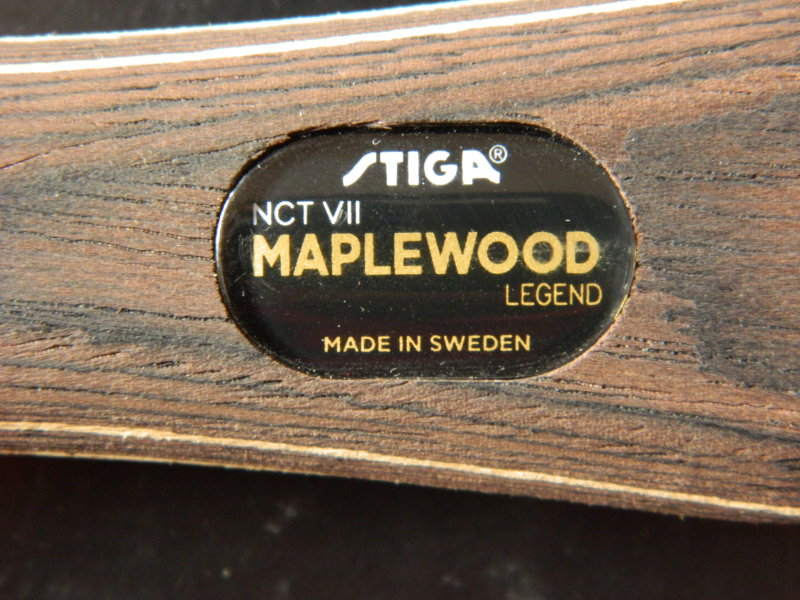 STIGA®
NCT VII
MAPLEWOOD
LEGEND
MADE IN SWEDEN